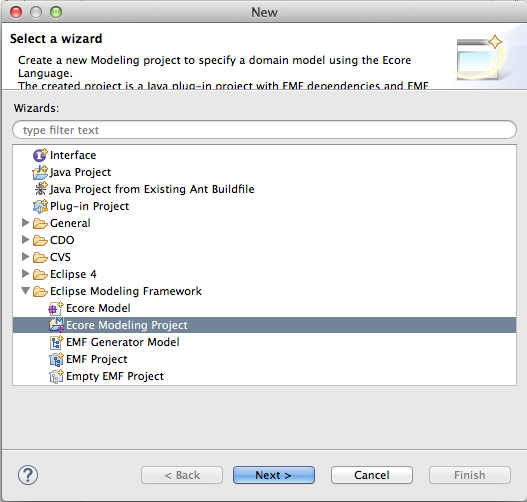 New
Select a wizard
Create a new Modeling project to specify a domain model using the Ecore
Language.
The created project is a Java plug-in project with EMF dependencies and EMF
Wizards:
type filter text
Interface
Java Project
Java Project from Existing Ant Buildfile
Plug-in Project
General
CDO
CVS
Eclipse 4
Eclipse Modeling Framework
Ecore Model
Ecore Modeling Project
EMF Generator Model
EMF Project
Empty EMF Project
?
< Back
Next >
Cancel
Finish